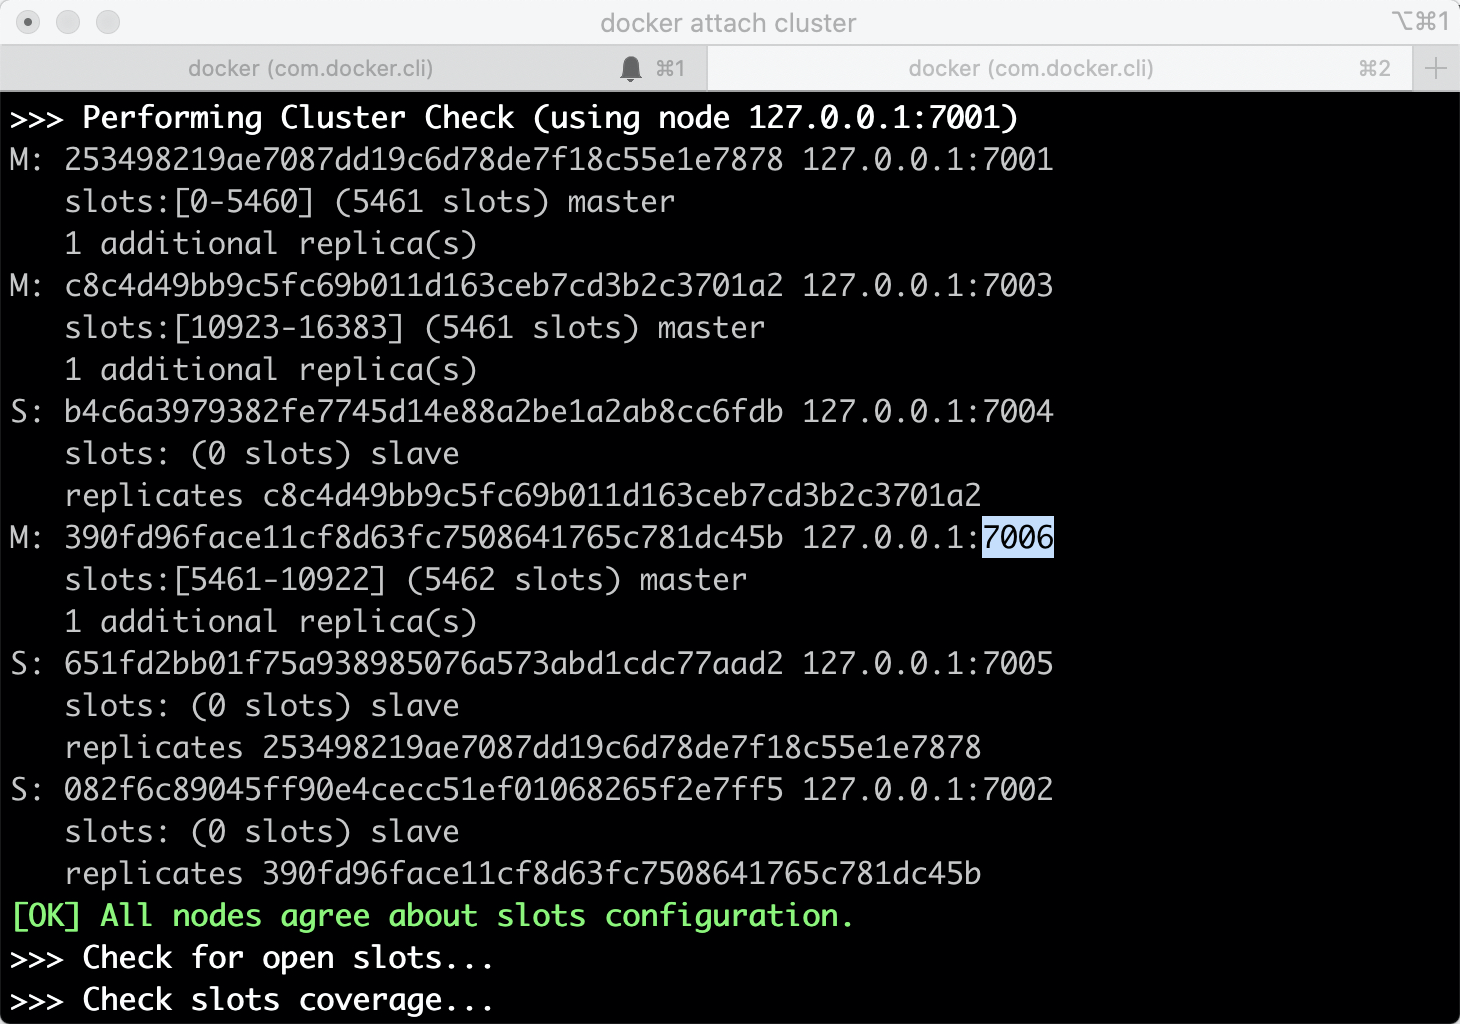 docker attach cluster
⌥⌘1
docker (com.docker.cli)
⌘1
docker (com.docker.cli)
⌘2
>>> Performing Cluster Check (using node 127.0.0.1:7001)
M: 253498219ae7087dd19c6d78de7f18c55e1e7878 127.0.0.1:7001
slots:[0-5460] (5461 slots) master
1 additional replica(s)
M: c8c4d49bb9c5fc69b011d163ceb7cd3b2c3701a2 127.0.0.1:7003
slots:[10923-16383] (5461 slots) master
1 additional replica(s)
S: b4c6a3979382fe7745d14e88a2be1a2ab8cc6fdb 127.0.0.1:7004
slots: (0 slots) slave
replicates c8c4d49bb9c5fc69b011d163ceb7cd3b2c3701a2
M: 390fd96face11cf8d63fc7508641765c781dc45b 127.0.0.1:7006
slots:[5461-10922] (5462 slots) master
1 additional replica(s)
S: 651fd2bb01f75a938985076a573abd1cdc77aad2 127.0.0.1:7005
slots: (0 slots) slave
replicates 253498219ae7087dd19c6d78de7f18c55e1e7878
S: 082f6c89045ff90e4cecc51ef01068265f2e7ff5 127.0.0.1:7002
slots: (0 slots) slave
replicates 390fd96face11cf8d63fc7508641765c781dc45b
[OK] All nodes agree about slots configuration.
>>> Check for open slots...
>>> Check slots coverage...